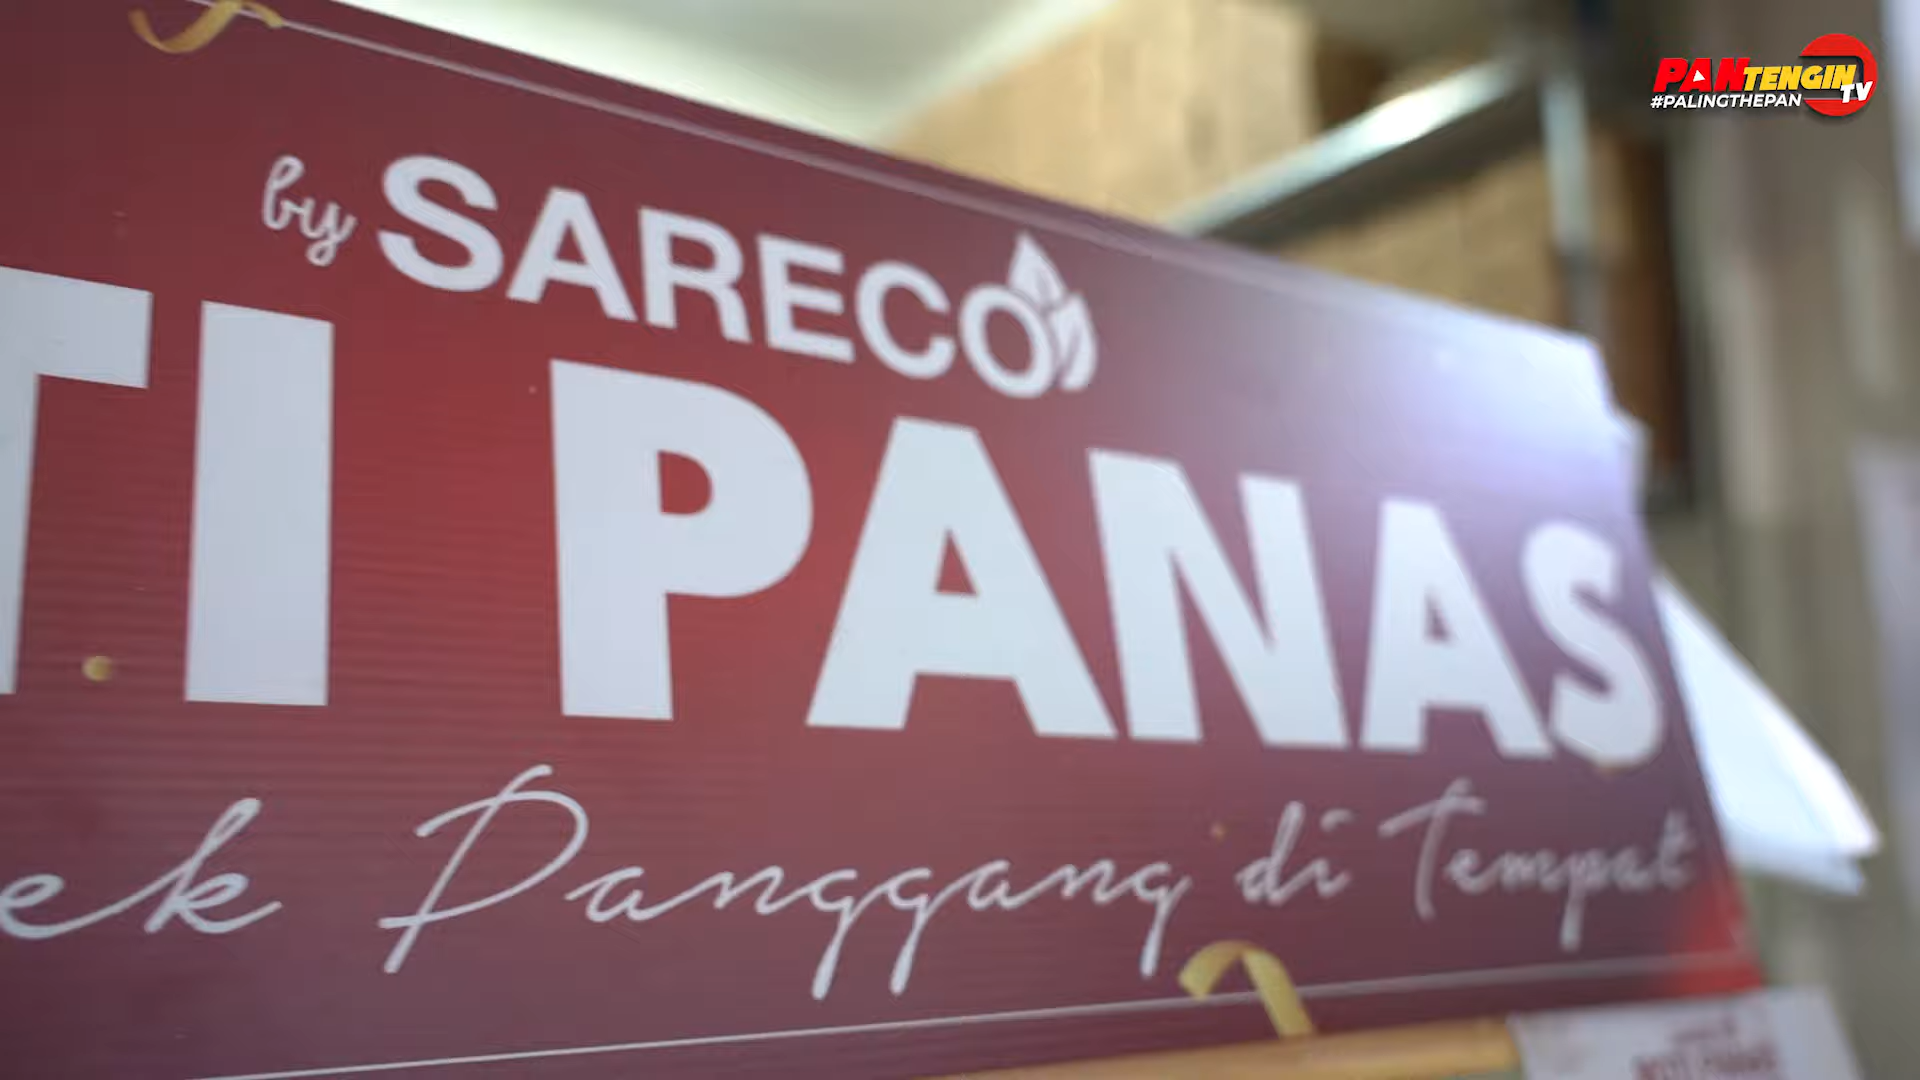 PANTENGIN TV
#PALINGTHEPAN
by SARECO
TI PANAS
ek Panggang di Tempat